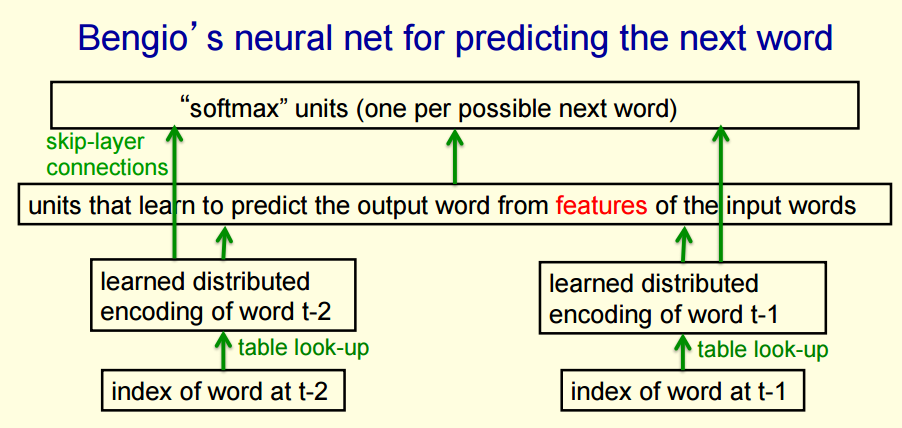 Bengio’s neural net for predicting the next word
“softmax” units (one per possible next word)
skip-layer
connections
units that learn to predict the output word from features of the input words
learned distributed
encoding of word t-2
learned distributed
encoding of word t-1
table look-up
table look-up
index of word at t-2
index of word at t-1